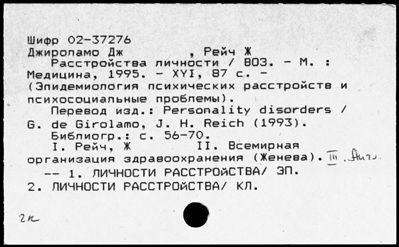 Шифр 02-37276
Джироламо Дж , Рейч Ж
Расстройства личности / ВОЗ. - М. :
Медицина, 1995. - XYI, 87 с. -
(Эпидемиология психических расстройств и
психосоциальные проблемы).
Перевод изд.: Personality disorders /
G. de Girolamo, J. H. Reich (1993).
Библиогр.: с. 56-70.
I. Рейч, Ж II. Всемирная
организация здравоохранения (Женева). III
-- 1. ЛИЧНОСТИ РАССТРОЙСТВА/ ЭП.
2. ЛИЧНОСТИ РАССТРОЙСТВА/ КЛ.